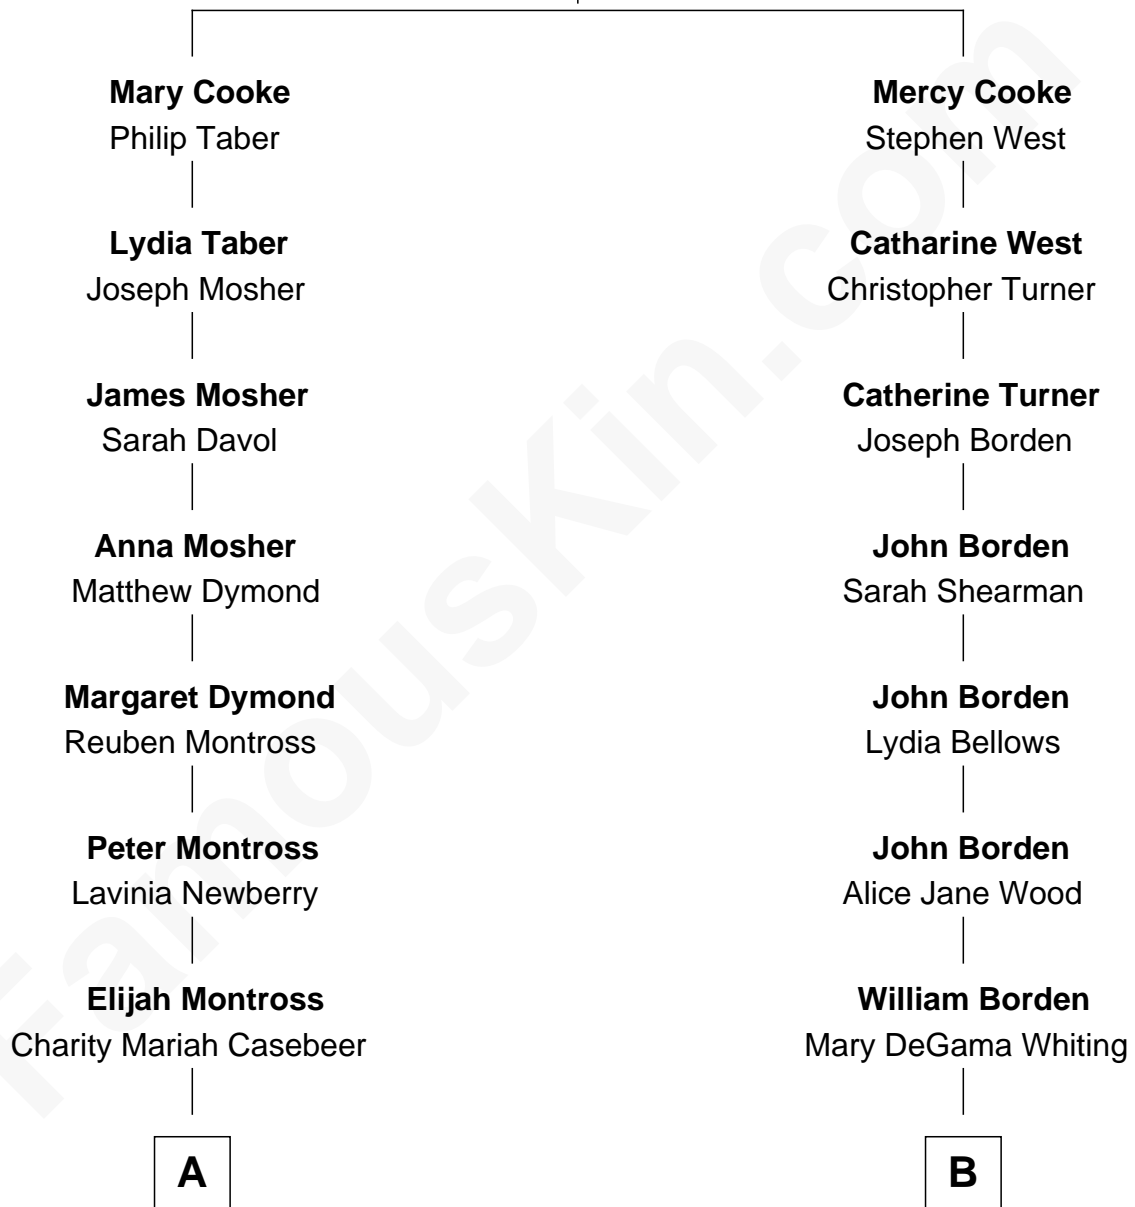 Mary Cooke
Philip Taber
Lydia Taber
Joseph Mosher
James Mosher
Sarah Davol
Anna Mosher
Matthew Dymond
Margaret Dymond
Reuben Montross
Peter Montross
Lavinia Newberry
Elijah Montross
Charity Mariah Casebeer
A
Mercy Cooke
Stephen West
Catharine West
Christopher Turner
Catherine Turner
Joseph Borden
John Borden
Sarah Shearman
John Borden
Lydia Bellows
John Borden
Alice Jane Wood
William Borden
Mary DeGama Whiting
B
FamousKin.com